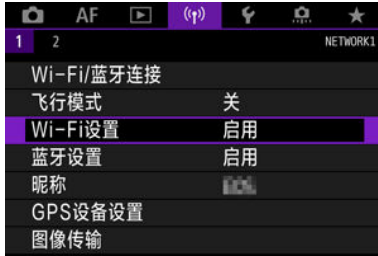 AF
1 2 NETWORK1
Wi-Fi/蓝牙连接
飞行模式 关
Wi-Fi设置 启用
蓝牙设置 启用
昵称
GPS设备设置
图像传输